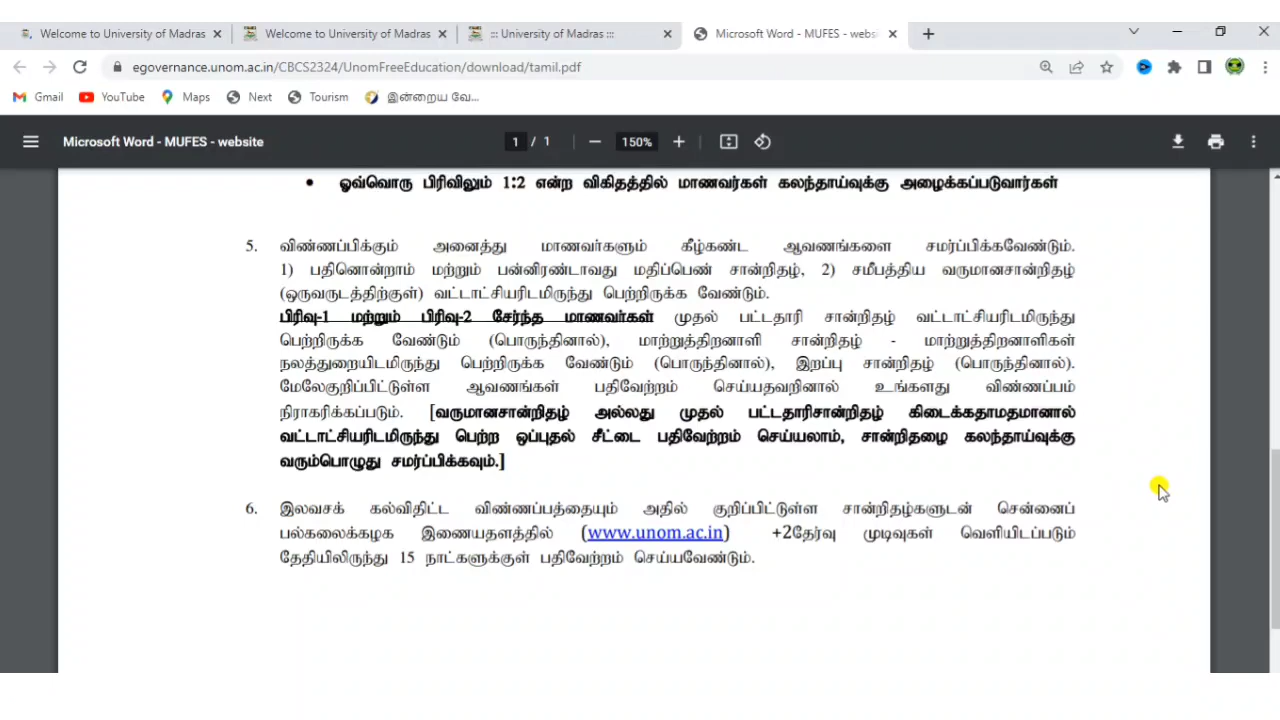 Welcome to University of Madras
Welcome to University of Madras
::: University of Madras :::
Microsoft Word - MUFES - webs
egovernance.unom.ac.in/CBCS2324/UnomFreeEducation/download/tamil.pdf
Gmail YouTube Maps Next Tourism இன்றைய வே...
Microsoft Word - MUFES - website 1 / 1 150%
• ஓவ்வொரு பிரிவிலும் 1:2 என்ற விகிதத்தில் மாணவர்கள் கலந்தாய்வுக்கு அழைக்கப்படுவார்கள்
5. விண்ணப்பிக்கும் அனைத்து மாணவர்களும் கீழ்கண்ட ஆவணங்களை சமர்ப்பிக்கவேண்டும்.
1) பதினொன்றாம் மற்றும் பன்னிரண்டாவது மதிப்பெண் சான்றிதழ், 2) சமீபத்திய வருமானசான்றிதழ்
(ஒருவருடத்திற்குள்) வட்டாட்சியரிடமிருந்து பெற்றிருக்க வேண்டும்.
பிரிவு-1 மற்றும் பிரிவு-2 சேர்ந்த மாணவர்கள் முதல் பட்டதாரி சான்றிதழ் வட்டாட்சியரிடமிருந்து
பெற்றிருக்க வேண்டும் (பொருந்தினால்), மாற்றுத்திறனாளி சான்றிதழ் - மாற்றுத்திறனாளிகள்
நலத்துறையிடமிருந்து பெற்றிருக்க வேண்டும் (பொருந்தினால்), இறப்பு சான்றிதழ் (பொருந்தினால்).
மேலேகுறிப்பிட்டுள்ள ஆவணங்கள் பதிவேற்றம் செய்யதவறினால் உங்களது விண்ணப்பம்
நிராகரிக்கப்படும். [வருமானசான்றிதழ் அல்லது முதல் பட்டதாரிசான்றிதழ் கிடைக்கதாமதமானால்
வட்டாட்சியரிடமிருந்து பெற்ற ஒப்புதல் சீட்டை பதிவேற்றம் செய்யலாம், சான்றிதழை கலந்தாய்வுக்கு
வரும்பொழுது சமர்ப்பிக்கவும்.]
6. இலவசக் கல்விதிட்ட விண்ணப்பத்தையும் அதில் குறிப்பிட்டுள்ள சான்றிதழ்களுடன் சென்னைப்
பல்கலைக்கழக இணையதளத்தில் (www.unom.ac.in) +2தேர்வு முடிவுகள் வெளியிடப்படும்
தேதியிலிருந்து 15 நாட்களுக்குள் பதிவேற்றம் செய்யவேண்டும்.